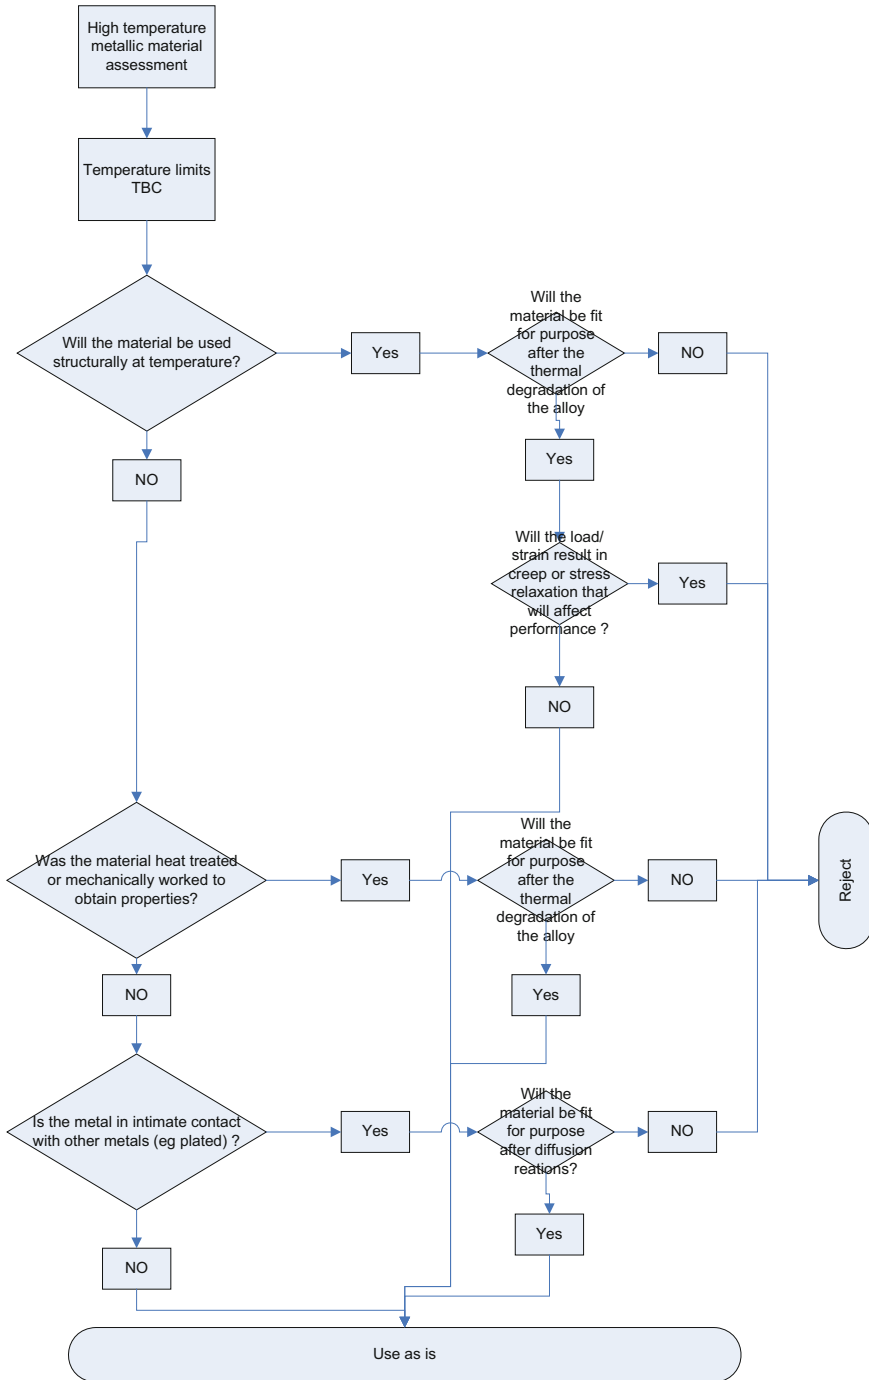 High temperature
metallic material
assessment
Temperature limits
TBC
Will the material be used
structurally at temperature?
Yes
Will the
material be fit
for purpose
after the
thermal
degradation of
the alloy
NO
NO
Yes
Will the load/
strain result in
creep or stress
relaxation that
will affect
performance ?
Yes
NO
Was the material heat treated
or mechanically worked to
obtain properties?
Yes
Will the
material be fit
for purpose
after the
thermal
degradation of
the alloy
NO
Reject
NO
Yes
Is the metal in intimate contact
with other metals (eg plated) ?
Yes
Will the
material be fit
for purpose
after diffusion
reations?
NO
NO
Yes
Use as is